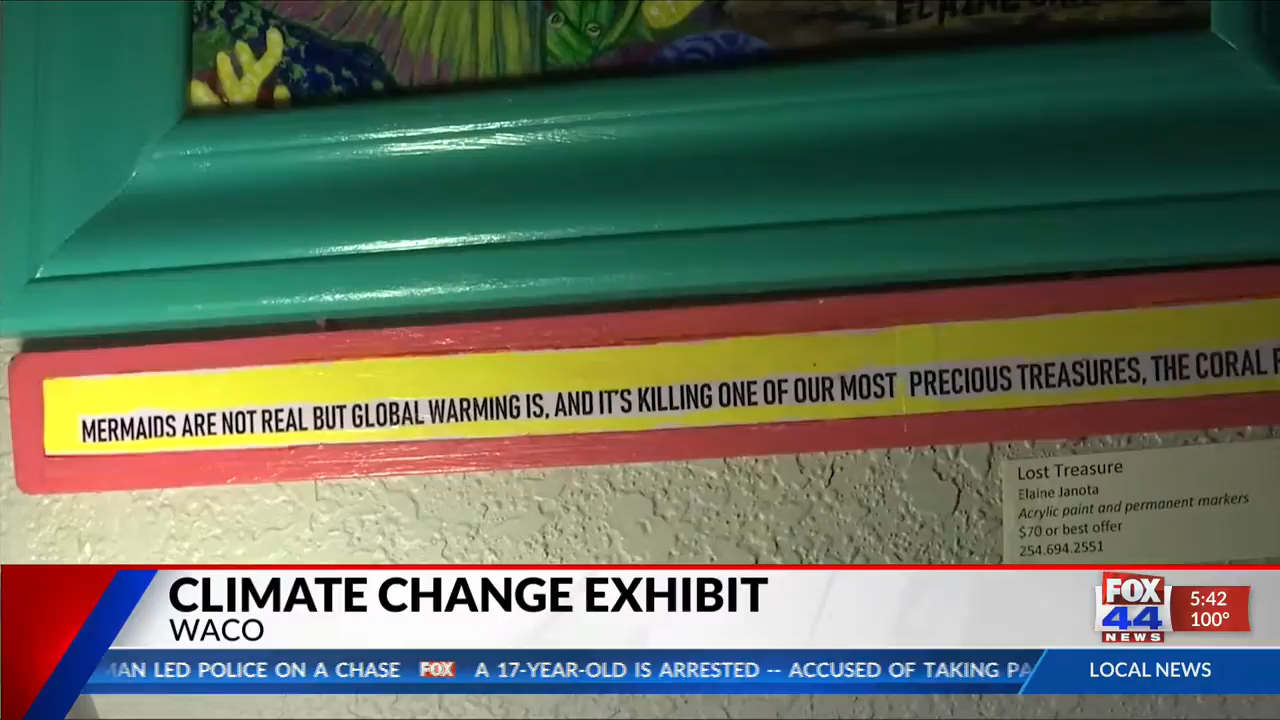 ELAINE
MERMAIDS ARE NOT REAL BUT GLOBAL WARMING IS, AND IT'S KILLING ONE OF OUR MOST PRECIOUS TREASURES, THE CORAL
Lost Treasure
Elaine Janota
Acrylic paint and permanent markers
$70 or best offer
254.694.2551
CLIMATE CHANGE EXHIBIT
WACO
FOX
44
NEWS
5:42
100°
MAN LED POLICE ON A CHASE FOX A 17-YEAR-OLD IS ARRESTED -- ACCUSED OF TAKING
LOCAL NEWS